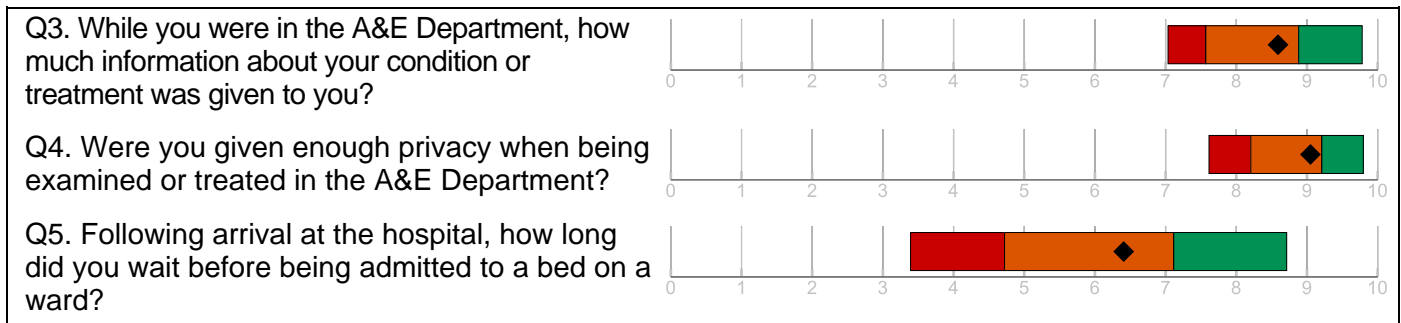 Q3. While you were in the A&E Department, how
much information about your condition or
treatment was given to you?
0 1 2 3 4 5 6 7 8 9 10
Q4. Were you given enough privacy when being
examined or treated in the A&E Department?
0 1 2 3 4 5 6 7 8 9 10
Q5. Following arrival at the hospital, how long
did you wait before being admitted to a bed on a
ward?
0 1 2 3 4 5 6 7 8 9 10